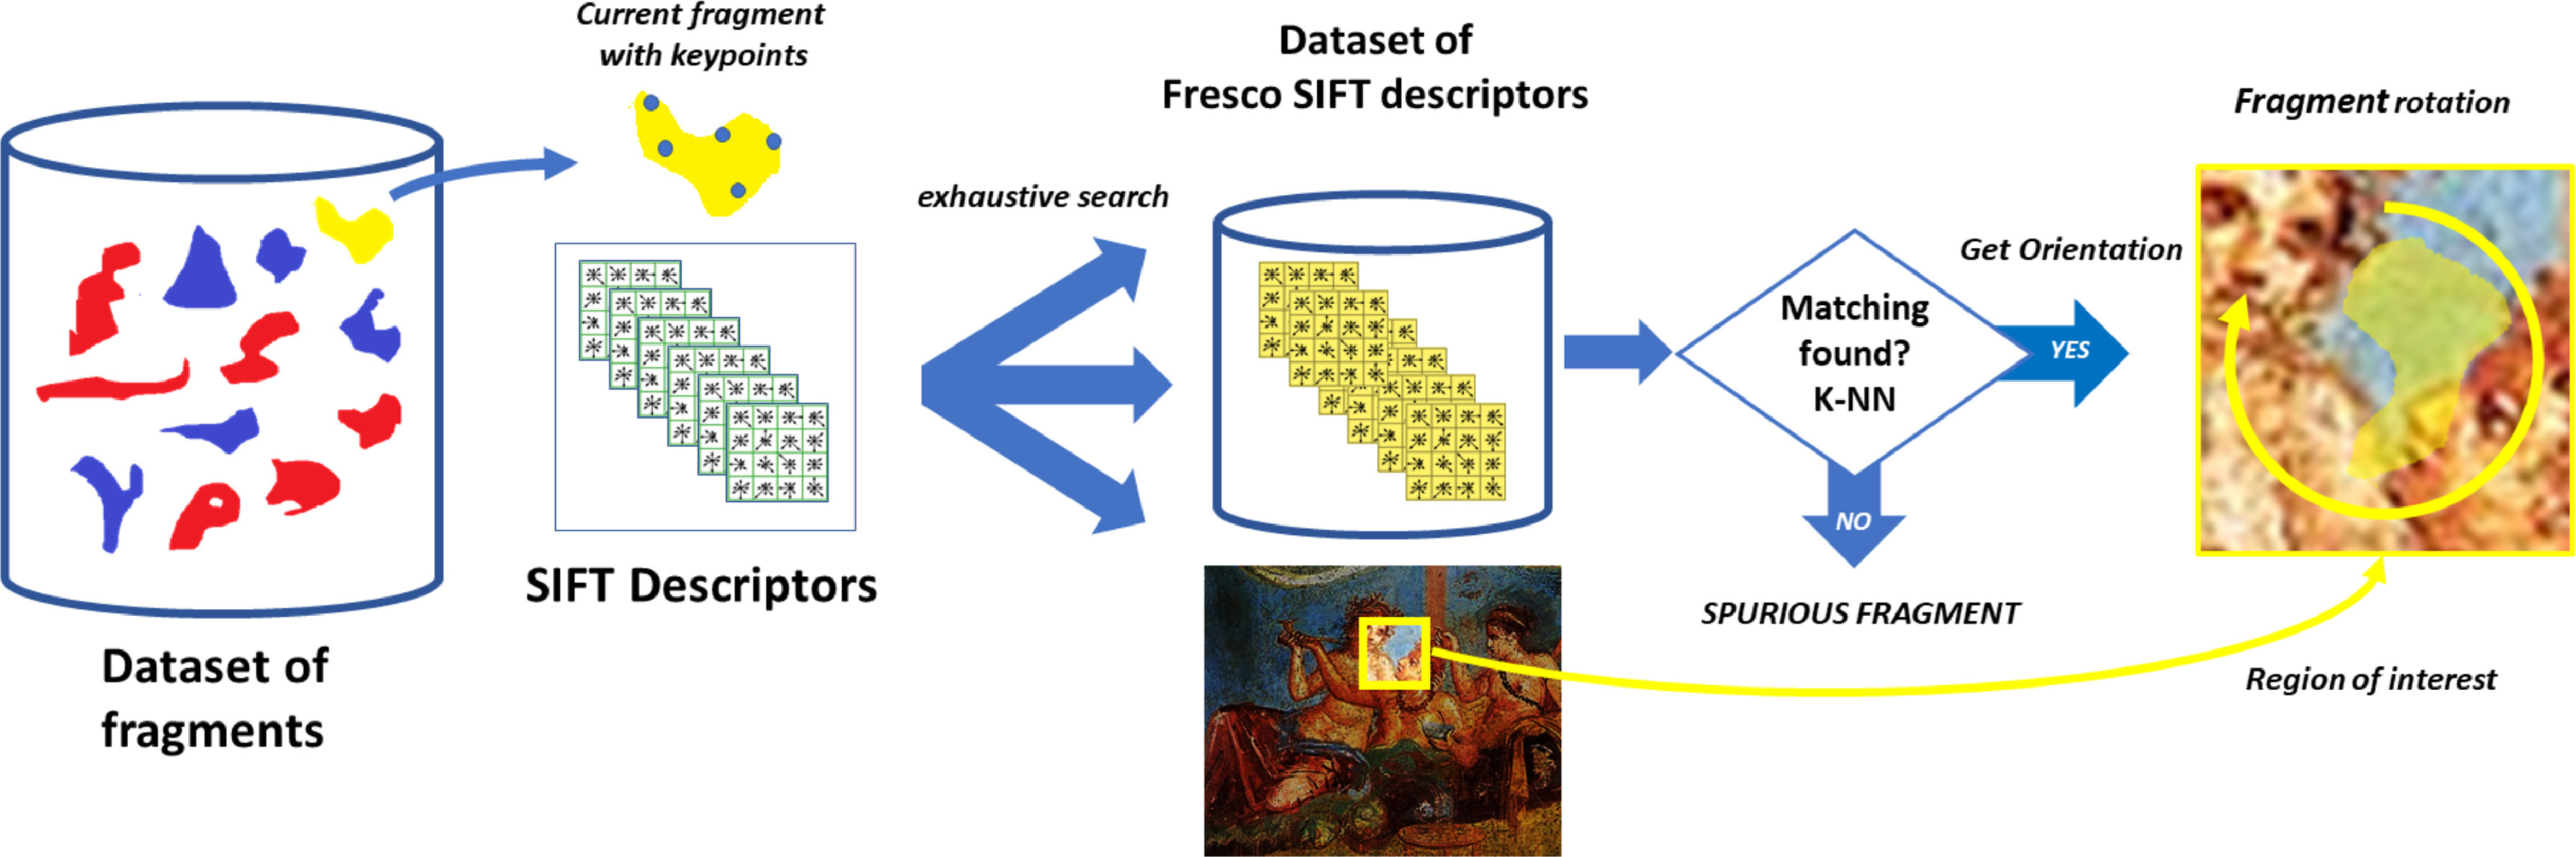 Current fragment
with keypoints
Dataset of
fragments
SIFT Descriptors
exhaustive search
Dataset of
Fresco SIFT descriptors
Matching
found?
K-NN
Get Orientation
YES
NO
SPURIOUS FRAGMENT
Fragment rotation
Region of interest